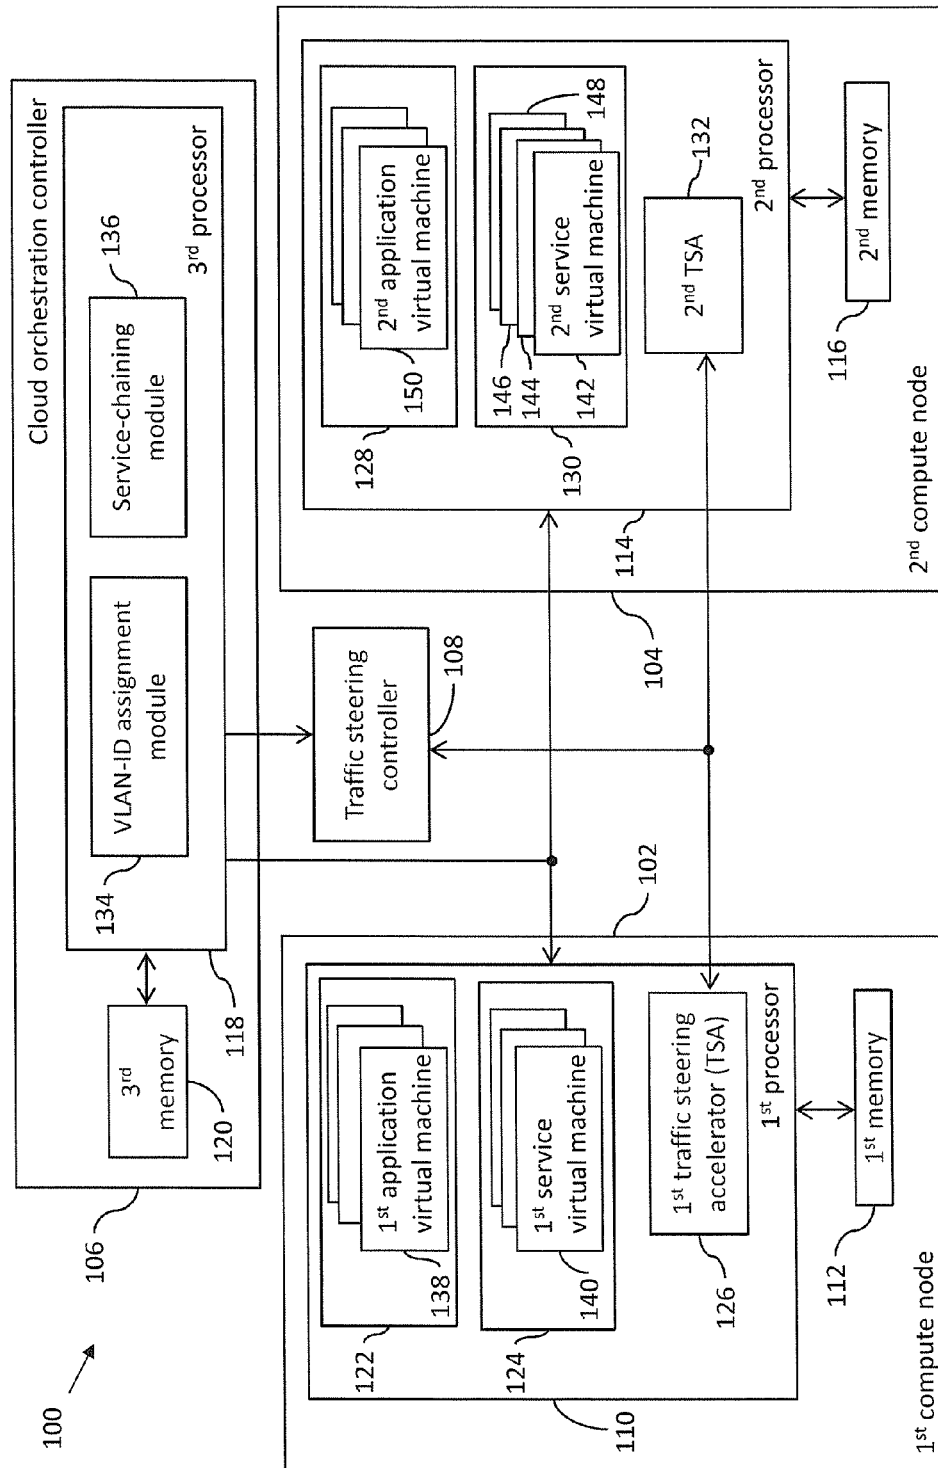 100
106
Cloud orchestration controller
3rd
memory
120
118
3rd processor
134
VLAN-ID assignment
module
136
Service-chaining
module
Traffic steering
controller
108
102
104
110
1st processor
122
1st application
virtual machine
138
124
1st service
virtual machine
140
126
1st traffic steering
accelerator (TSA)
112
1st memory
1st compute node
114
2nd processor
128
2nd application
virtual machine
150
130
2nd service
virtual machine
142
144
146
148
132
2nd TSA
116
2nd memory
2nd compute node